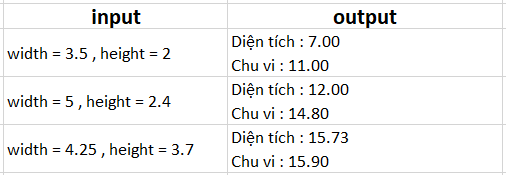 input output
width = 3.5 , height = 2
Diện tích : 7.00
Chu vi : 11.00
width = 5 , height = 2.4
Diện tích : 12.00
Chu vi : 14.80
width = 4.25 , height = 3.7
Diện tích : 15.73
Chu vi : 15.90